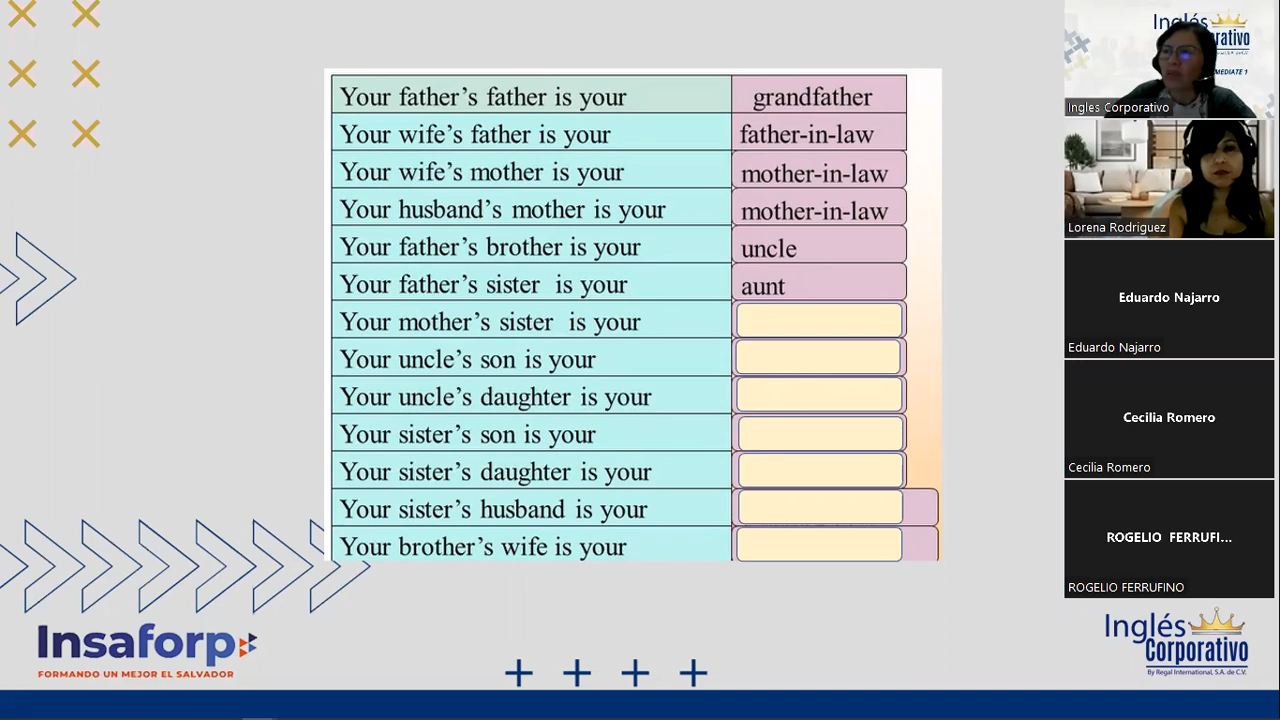 Your father's father is your grandfather
Your wife's father is your father-in-law
Your wife's mother is your mother-in-law
Your husband's mother is your mother-in-law
Your father's brother is your uncle
Your father's sister is your aunt
Your mother's sister is your
Your uncle's son is your
Your uncle's daughter is your
Your sister's son is your
Your sister's daughter is your
Your sister's husband is your
Your brother's wife is your
Insaforp
FORMANDO UN MEJOR EL SALVADOR
Inglés
MEDIATE 1
Ingles Corporativo
Lorena Rodriguez
Eduardo Najarro
Eduardo Najarro
Cecilia Romero
Cecilia Romero
ROGELIO FERRUFI...
ROGELIO FERRUFINO
Inglés
Corporativo
By Regal International, S.A. de C.V.